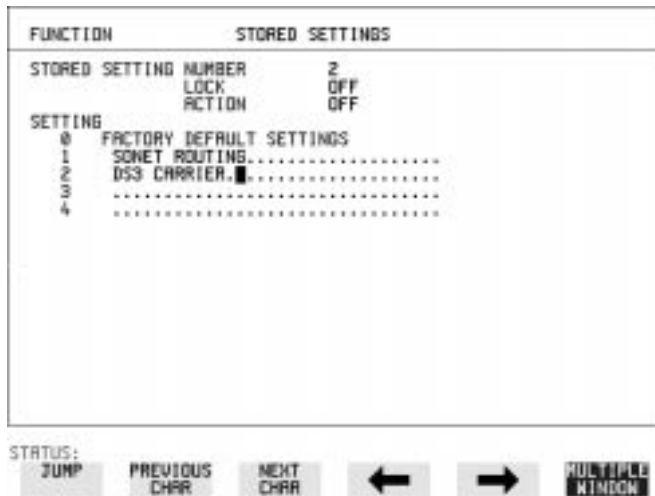 FUNCTION STORED SETTINGS
STORED SETTING NUMBER 2
LOCK OFF
ACTION OFF
SETTING
0 FACTORY DEFAULT SETTINGS
1 SONET ROUTING...................
2 DS3 CARRIER.█...................
3 ................................
4 ................................
STATUS:
JUMP PREVIOUS CHAR NEXT CHAR ← → MULTIPLE WINDOW